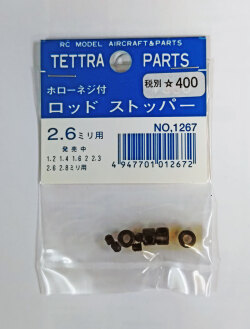 RC MODEL AIRCRAFT&PARTS
TETTRA PARTS
税別☆400
ホローネジ付
ロッド ストッパー
2.6ミリ用
NO.1267
発売中
1.2 1.4 1.6 2 2.3
2.6 2.8ミリ用
4 947701 012672